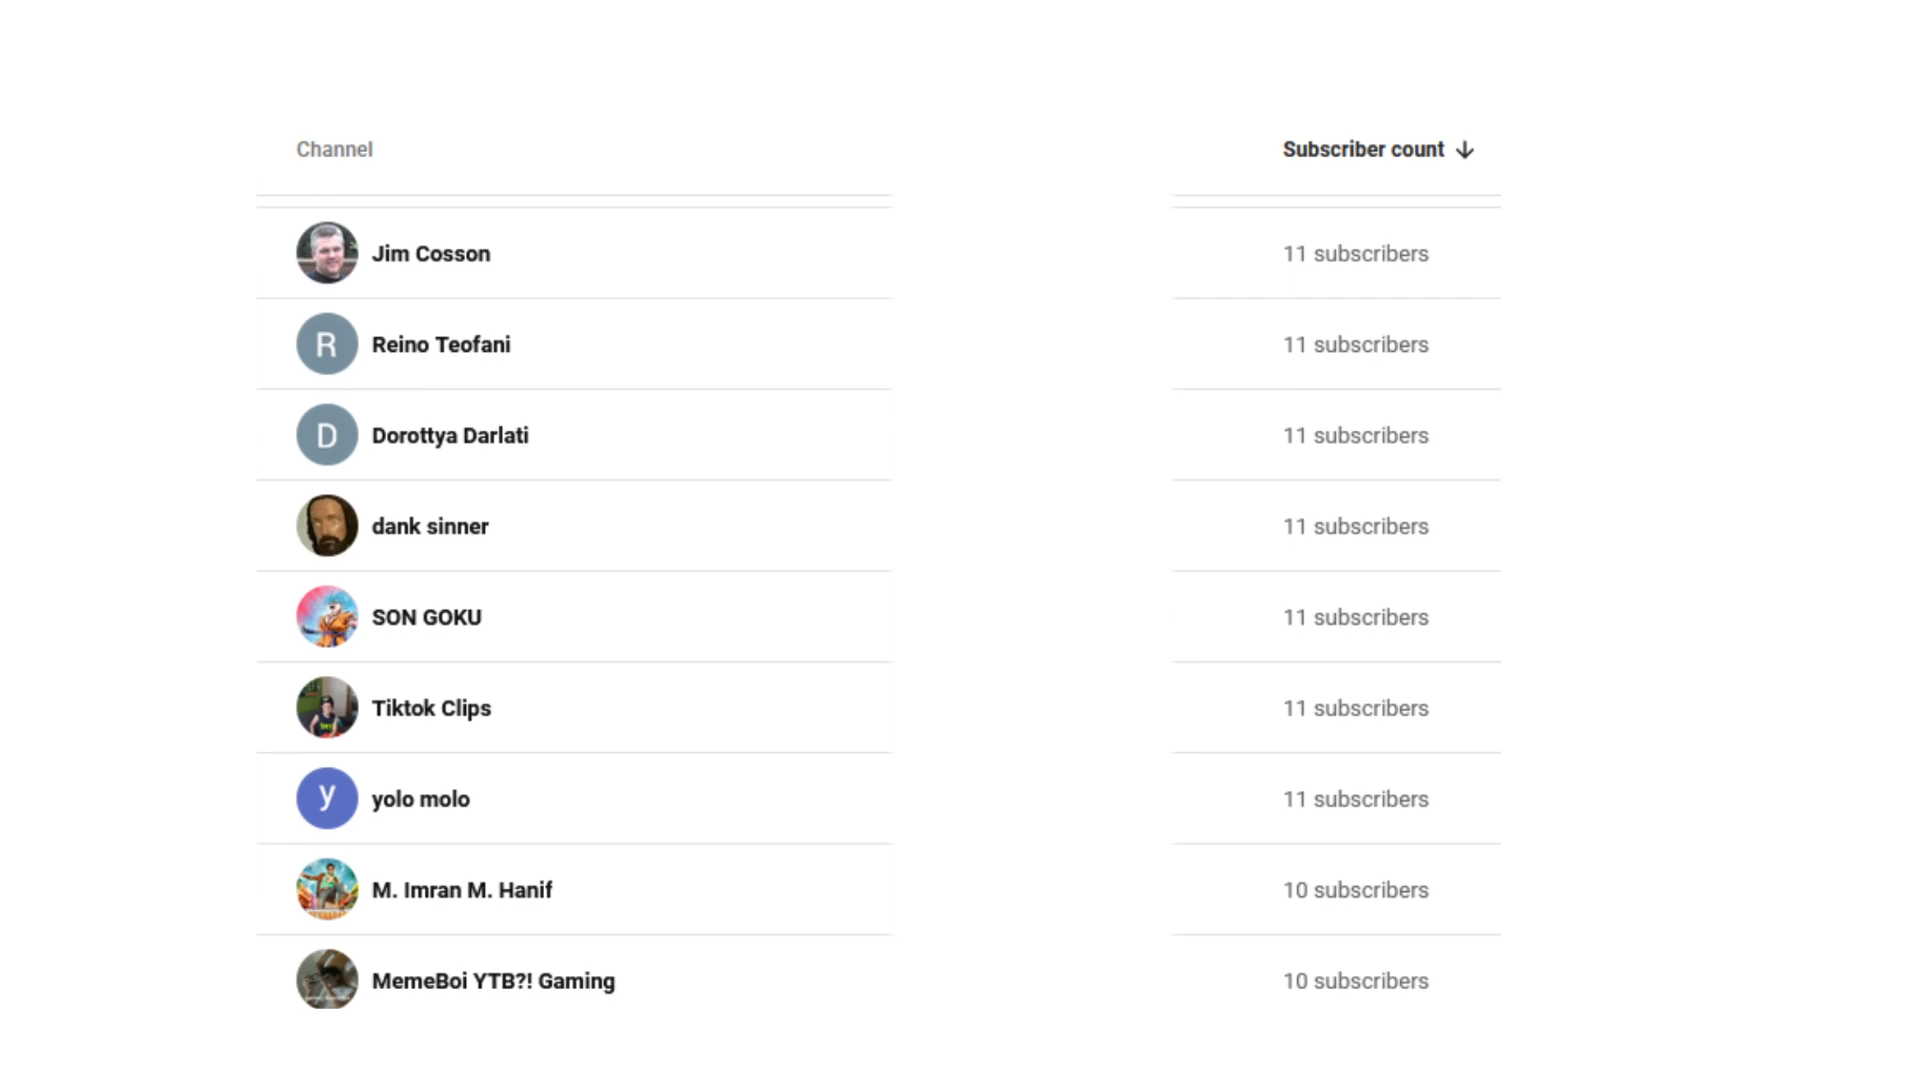 Channel Subscriber count
Jim Cosson 11 subscribers
R Reino Teofani 11 subscribers
D Dorottya Darlati 11 subscribers
dank sinner 11 subscribers
SON GOKU 11 subscribers
Tiktok Clips 11 subscribers
y yolo molo 11 subscribers
M. Imran M. Hanif 10 subscribers
MemeBoi YTB?! Gaming 10 subscribers